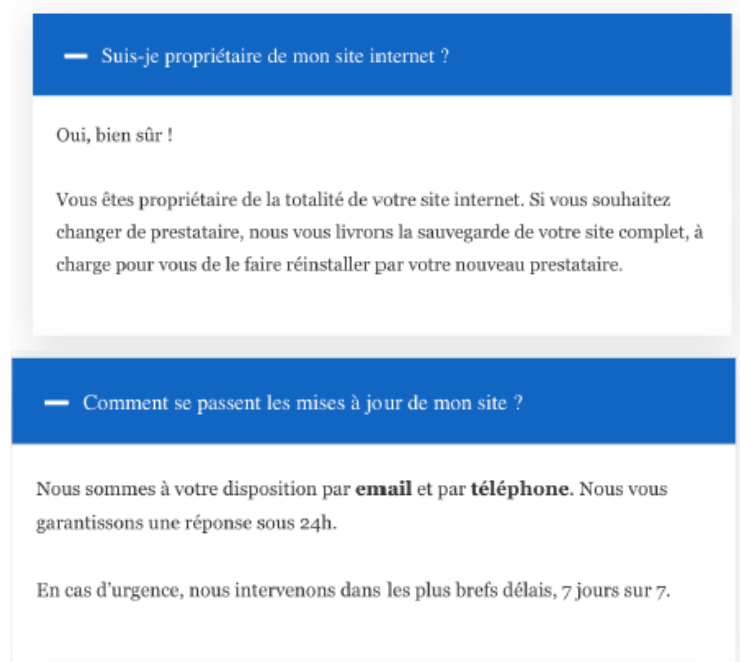 Suis-je propriétaire de mon site internet ?
Oui, bien sûr !
Vous êtes propriétaire de la totalité de votre site internet. Si vous souhaitez
changer de prestataire, nous vous livrons la sauvegarde de votre site complet, à
charge pour vous de le faire réinstaller par votre nouveau prestataire.
Comment se passent les mises à jour de mon site ?
Nous sommes à votre disposition par email et par téléphone. Nous vous
garantissons une réponse sous 24h.
En cas d'urgence, nous intervenons dans les plus brefs délais, 7 jours sur 7.